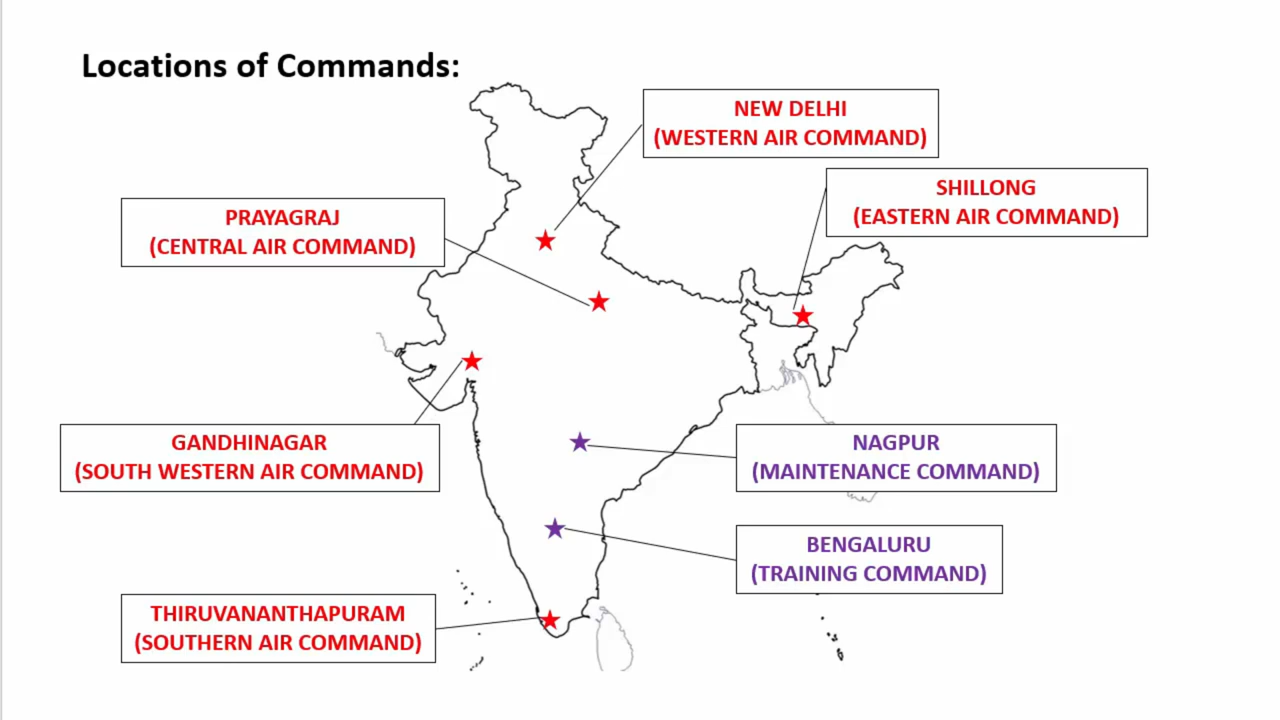 Locations of Commands:
NEW DELHI
(WESTERN AIR COMMAND)
SHILLONG
(EASTERN AIR COMMAND)
PRAYAGRAJ
(CENTRAL AIR COMMAND)
GANDHINAGAR
(SOUTH WESTERN AIR COMMAND)
NAGPUR
(MAINTENANCE COMMAND)
BENGALURU
(TRAINING COMMAND)
THIRUVANANTHAPURAM
(SOUTHERN AIR COMMAND)